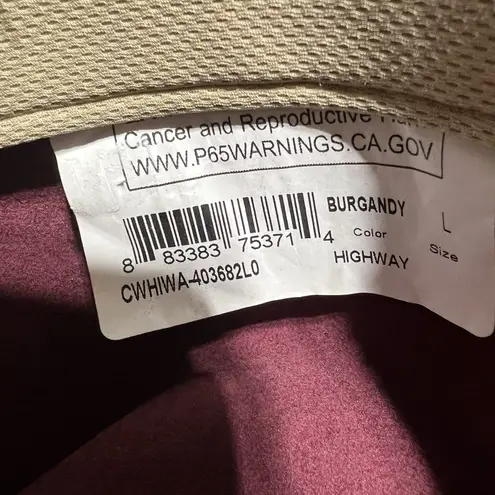 Cancer and Reproductive
WWW.P65WARNINGS.CA.GOV
BURGANDY L
Color Size
8 83383 75371 4
HIGHWAY
CWHIWA-403682L0